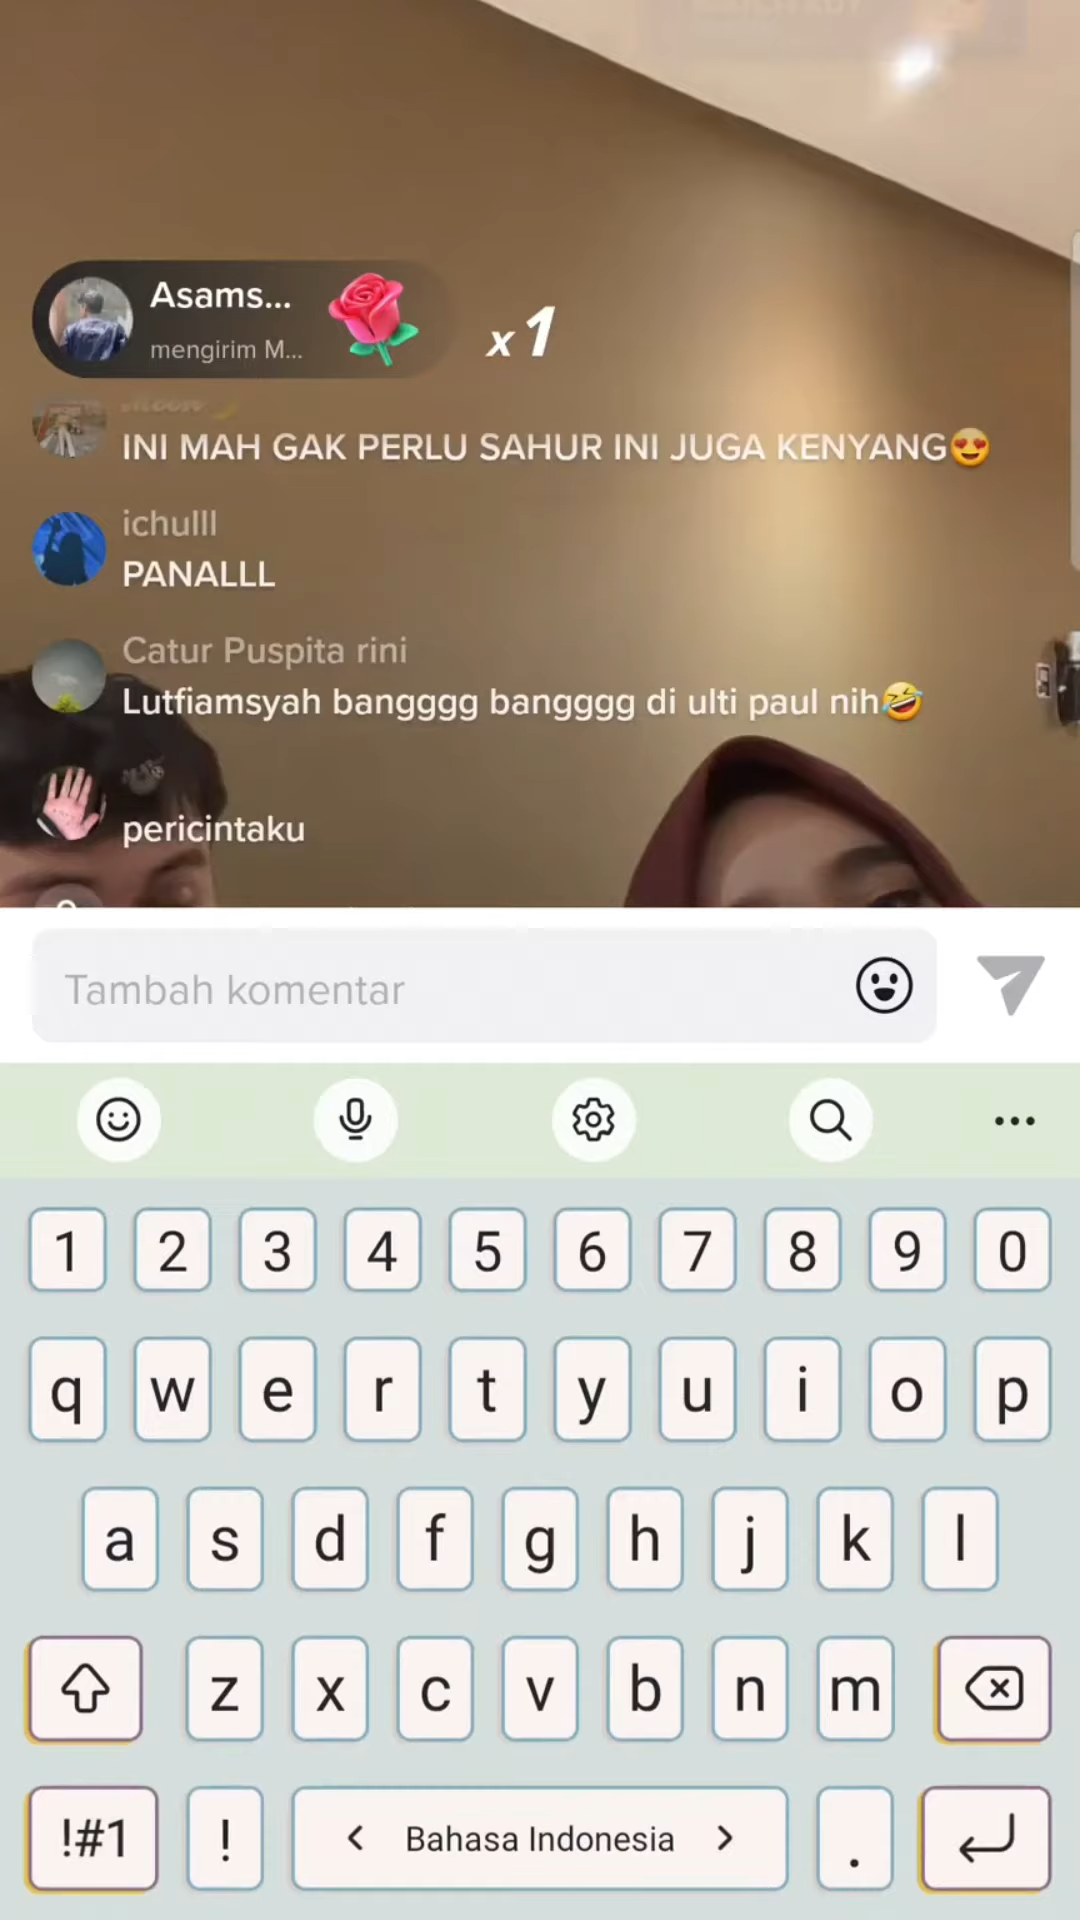 Asams...
mengirim M...
x 1
INI MAH GAK PERLU SAHUR INI JUGA KENYANG😍
ichulll
PANALLL
Catur Puspita rini
Lutfiamsyah bangggg bangggg di ulti paul nih🤣
pericintaku
Tambah komentar
1 2 3 4 5 6 7 8 9 0
q w e r t y u i o p
a s d f g h j k l
z x c v b n m
!#1 ! < Bahasa Indonesia > .